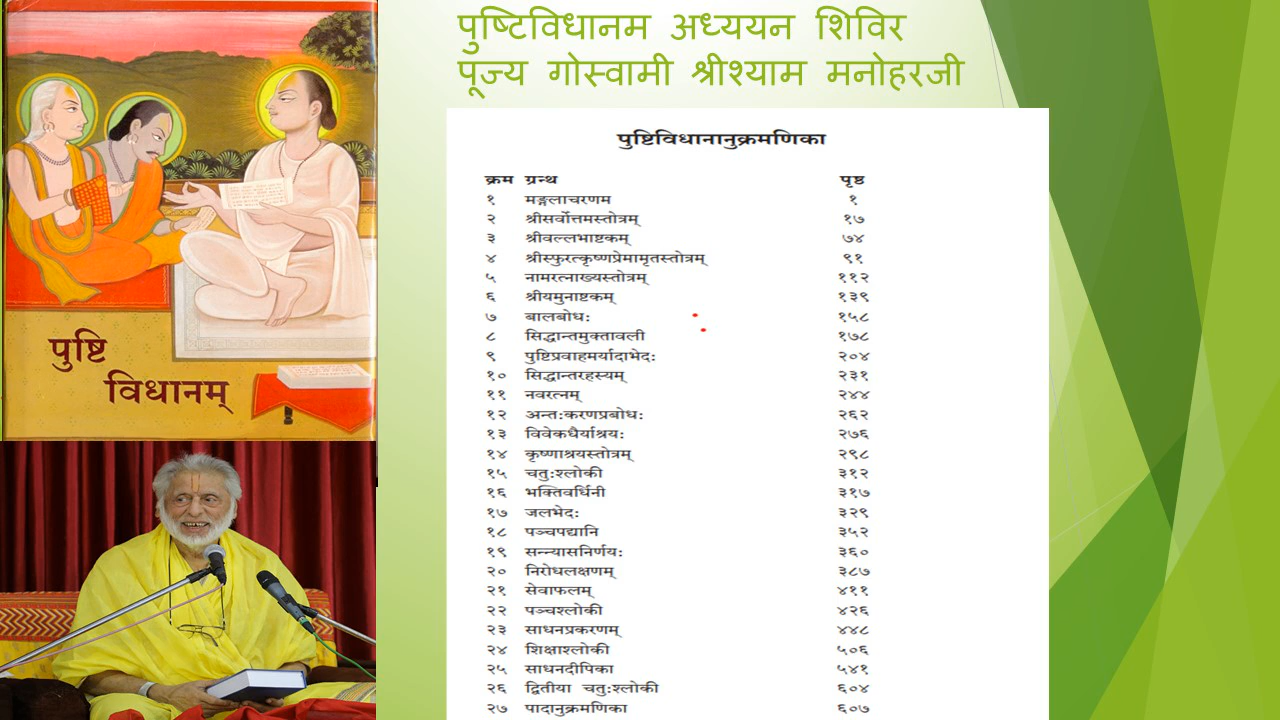 पुष्टिविधानम अध्ययन शिविर
पूज्य गोस्वामी श्रीश्याम मनोहरजी
पुष्टि
विधानम्
पुष्टिविधानानुक्रमणिका
क्रम ग्रन्थ पृष्ठ
१ मङ्गलाचरणम १
२ श्रीसर्वोत्तमस्तोत्रम् १७
३ श्रीवल्लभाष्टकम् ७४
४ श्रीस्फुरत्कृष्णप्रेमामृतस्तोत्रम् ९१
५ नामरत्नाख्यस्तोत्रम् ११२
६ श्रीयमुनाष्टकम् १३९
७ बालबोधः १५८
८ सिद्धान्तमुक्तावली १७८
९ पुष्टिप्रवाहमर्यादाभेदः २०४
१० सिद्धान्तरहस्यम् २३१
११ नवरत्नम् २४४
१२ अन्तःकरणप्रबोधः २६२
१३ विवेकधैर्याश्रयः २७६
१४ कृष्णाश्रयस्तोत्रम् २९८
१५ चतुःश्लोकी ३१२
१६ भक्तिवर्धिनी ३१७
१७ जलभेदः ३२९
१८ पञ्चपद्यानि ३५२
१९ सन्न्यासनिर्णयः ३६०
२० निरोधलक्षणम् ३८७
२१ सेवाफलम् ४११
२२ पञ्चश्लोकी ४२६
२३ साधनप्रकरणम् ४४८
२४ शिक्षाश्लोकी ५०६
२५ साधनदीपिका ५४१
२६ द्वितीया चतुःश्लोकी ६०४
२७ पादानुक्रमणिका ६०७